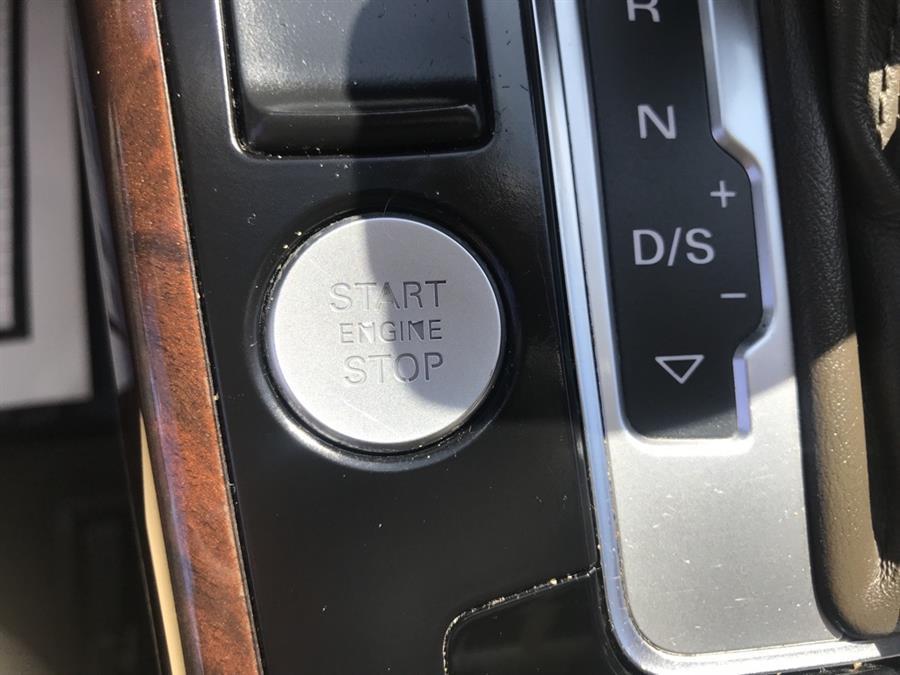 START
ENGINE
STOP
R
N
+
D/S
−